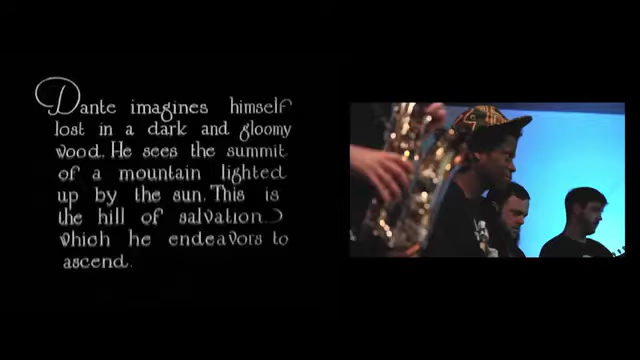 Dante imagines himself
lost in a dark and gloomy
wood. He sees the summit
of a mountain lighted
up by the sun. This is
the hill of salvation
which he endeavors to
ascend.